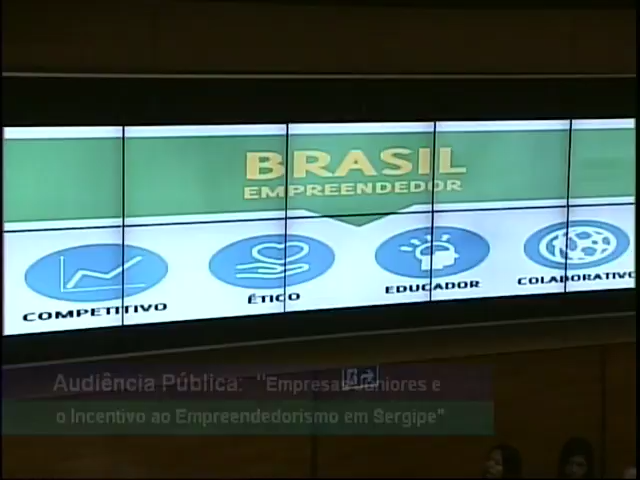 BRASIL
EMPREENDEDOR
COMPETITIVO
ÉTICO
EDUCADOR
COLABORATIVO
Audiência Pública: "Empresas Juniores e
o Incentivo ao Empreendedorismo em Sergipe"